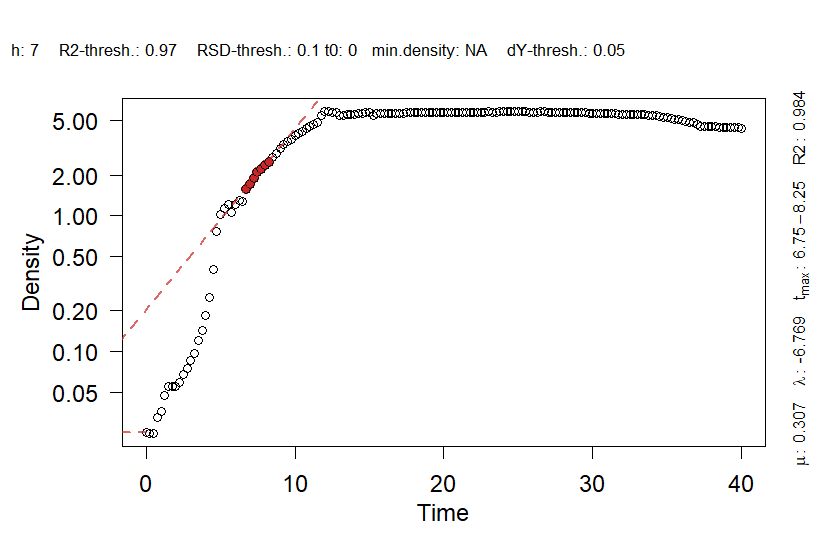 h: 7 R2-thresh.: 0.97 RSD-thresh.: 0.1 t0: 0 min.density: NA dY-thresh.: 0.05
5.00
2.00
1.00
0.50
0.20
0.10
0.05
Density
0 10 20 30 40
Time
μ: 0.307 λ: -6.769 tmax: 6.75−8.25 R2: 0.984